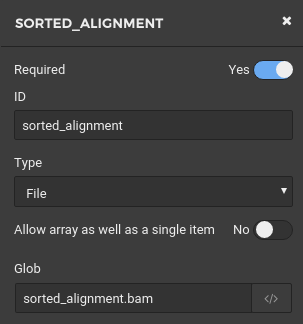 SORTED_ALIGNMENT ×
Required Yes
ID
sorted_alignment
Type
File
Allow array as well as a single item No
Glob
sorted_alignment.bam </>